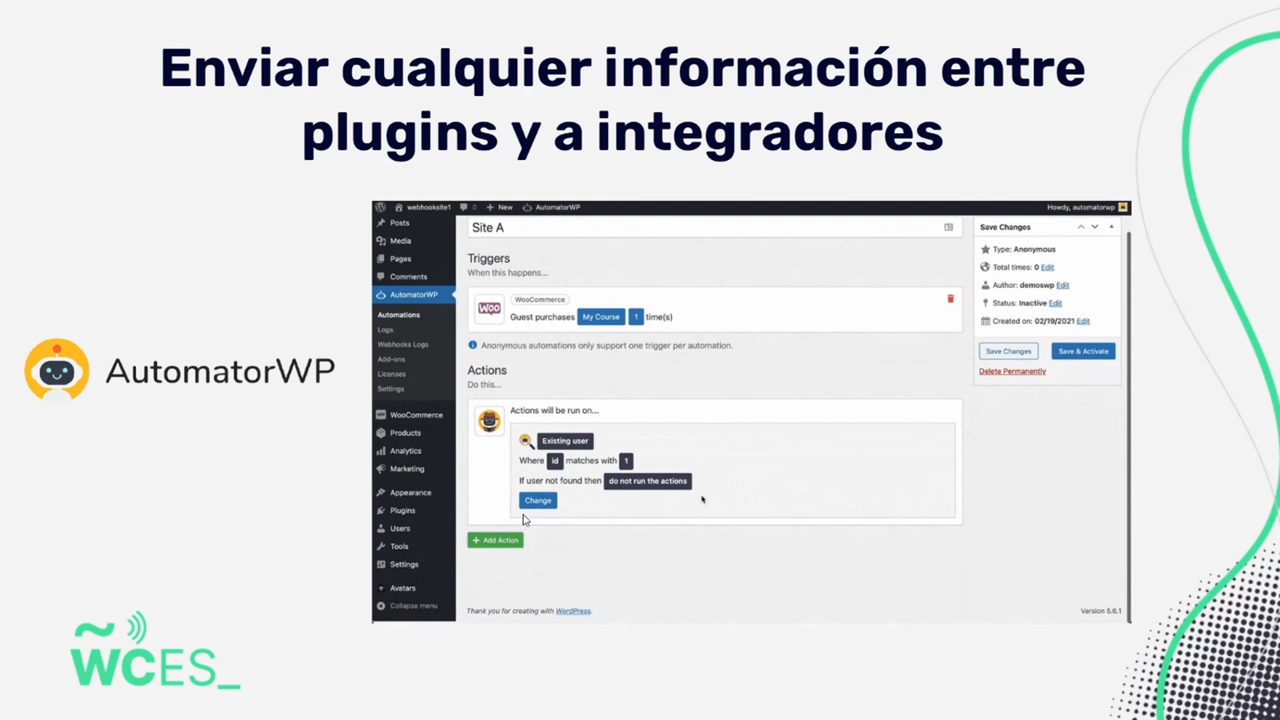 Enviar cualquier información entre
plugins y a integradores
webhooksite1 0 New AutomatorWP Howdy, automatorwp
Posts
Media
Pages
Comments
AutomatorWP
Automations
Logs
Webhooks Logs
Add-ons
Licenses
Settings
WooCommerce
Products
Analytics
Marketing
Appearance
Plugins
Users
Tools
Settings
Avatars
Collapse menu
Site A
Triggers
When this happens...
WOO
WooCommerce
Guest purchases My Course 1 time(s)
Anonymous automations only support one trigger per automation.
Actions
Do this...
Actions will be run on...
Existing user
Where id matches with 1
If user not found then do not run the actions
Change
+ Add Action
Thank you for creating with WordPress.
Version 5.6.1
Save Changes
Type: Anonymous
Total times: 0 Edit
Author: demoswp Edit
Status: Inactive Edit
Created on: 02/19/2021 Edit
Save Changes Save & Activate
Delete Permanently
AutomatorWP
WCES_